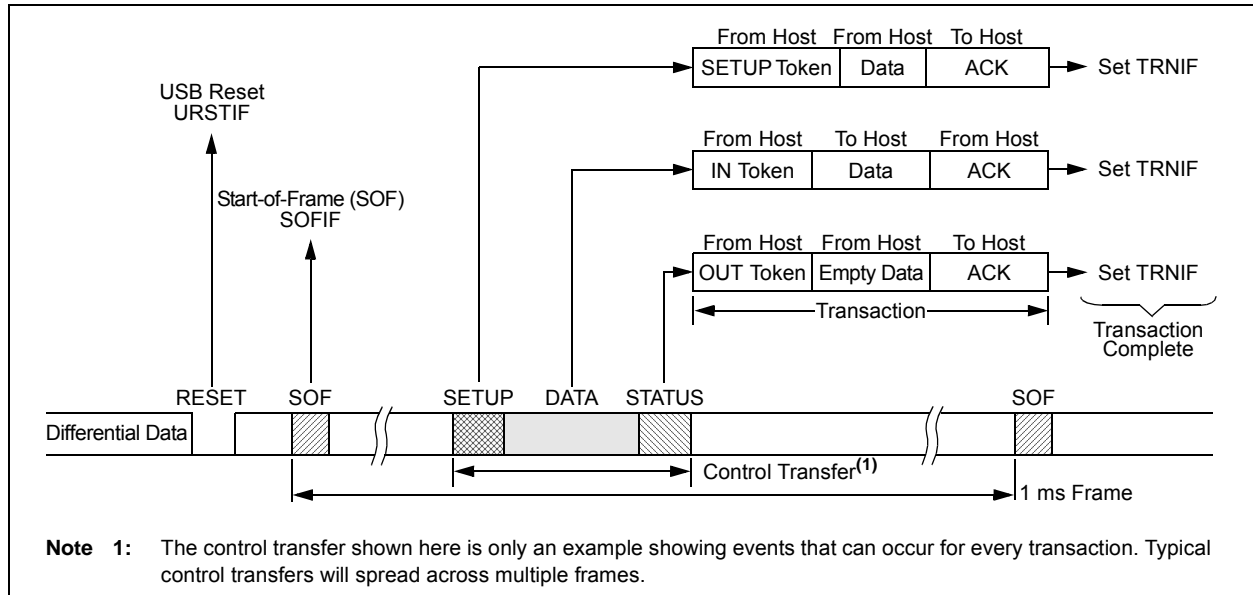 From Host From Host To Host
SETUP Token Data ACK Set TRNIF
USB Reset
URSTIF
From Host To Host From Host
IN Token Data ACK Set TRNIF
Start-of-Frame (SOF)
SOFIF
From Host From Host To Host
OUT Token Empty Data ACK Set TRNIF
Transaction
Transaction
Complete
RESET SOF SETUP DATA STATUS SOF
Differential Data
Control Transfer(1)
1 ms Frame
Note 1: The control transfer shown here is only an example showing events that can occur for every transaction. Typical
control transfers will spread across multiple frames.